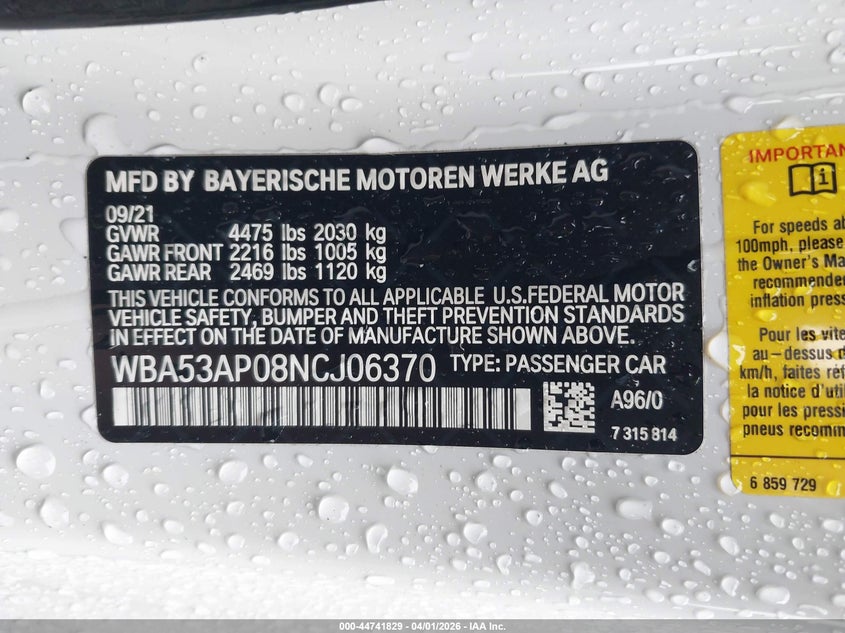 MFD BY BAYERISCHE MOTOREN WERKE AG
09/21
GVWR 4475 lbs 2030 kg
GAWR FRONT 2216 lbs 1005 kg
GAWR REAR 2469 lbs 1120 kg
THIS VEHICLE CONFORMS TO ALL APPLICABLE U.S.FEDERAL MOTOR
VEHICLE SAFETY, BUMPER AND THEFT PREVENTION STANDARDS
IN EFFECT ON THE DATE OF MANUFACTURE SHOWN ABOVE.
WBA53AP08NCJ06370 TYPE: PASSENGER CAR
A96/0
7 315 814
IMPORTAN
i
For speeds ab
100mph, please
the Owner's Ma
recommended
inflation press
Pour les vite
au-dessus d
km/h, faites réf
la notice d'util
pour les pressi
pneus recomm
6 859 729
000-44741829 - 04/01/2026 - IAA Inc.